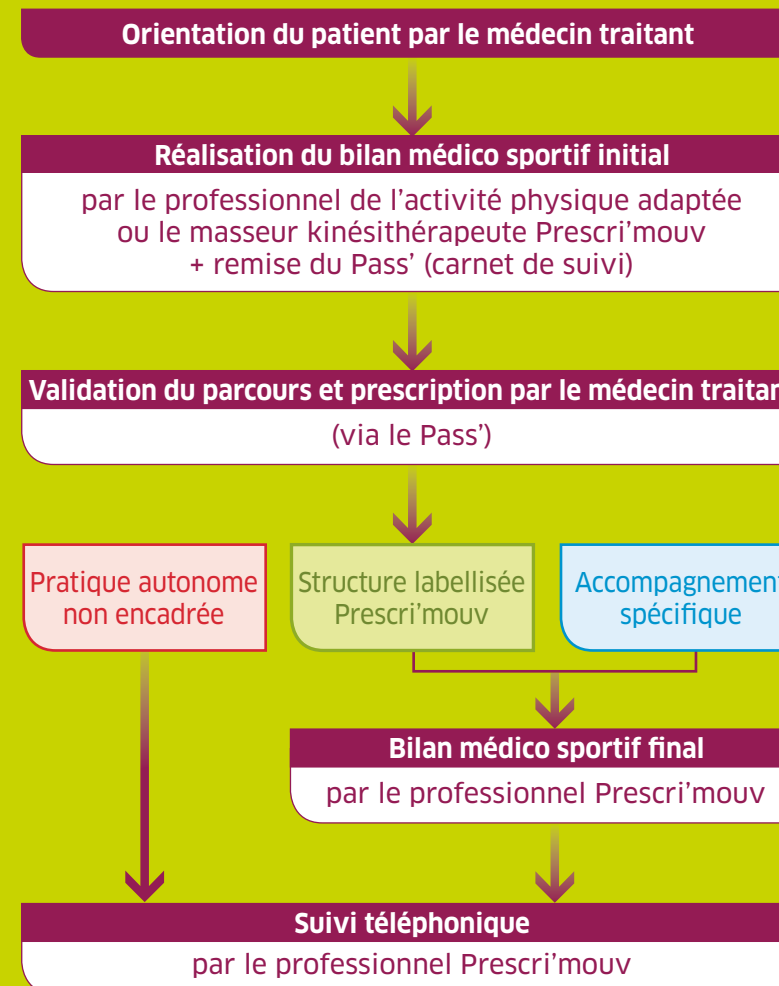 Orientation du patient par le médecin traitant
Réalisation du bilan médico sportif initial
par le professionnel de l’activité physique adaptée
ou le masseur kinésithérapeute Prescri’mouv
+ remise du Pass’ (carnet de suivi)
Validation du parcours et prescription par le médecin traitan
(via le Pass’)
Pratique autonome
non encadrée
Structure labellisée
Prescri’mouv
Accompagnement
spécifique
Bilan médico sportif final
par le professionnel Prescri’mouv
Suivi téléphonique
par le professionnel Prescri’mouv